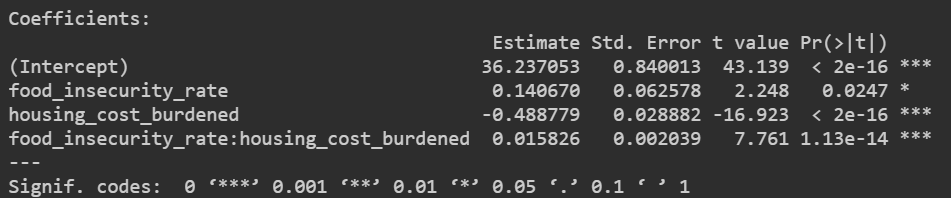 Coefficients:
Estimate Std. Error t value Pr(>|t|)
(Intercept) 36.237053 0.840013 43.139 < 2e-16 ***
food_insecurity_rate 0.140670 0.062578 2.248 0.0247 *
housing_cost_burdened -0.488779 0.028882 -16.923 < 2e-16 ***
food_insecurity_rate:housing_cost_burdened 0.015826 0.002039 7.761 1.13e-14 ***
---
Signif. codes: 0 ‘***’ 0.001 ‘**’ 0.01 ‘*’ 0.05 ‘.’ 0.1 ‘ ’ 1